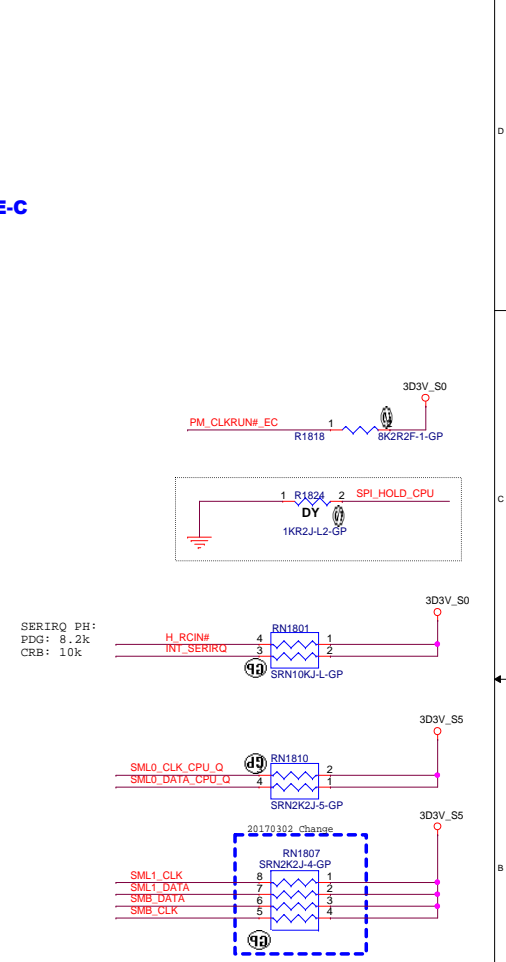 D
E-C
3D3V_S0
PM_CLKRUN#_EC
1
R1818
8K2R2F-1-GP
C
1 R1824 2 SPI_HOLD_CPU
DY
1KR2J-L2-GP
3D3V_S0
SERIRQ PH:
PDG: 8.2k
CRB: 10k
RN1801
H_RCIN# 4 1
INT_SERIRQ 3 2
GP
SRN10KJ-L-GP
3D3V_S5
GP
RN1810
SML0_CLK_CPU_Q 2
SML0_DATA_CPU_Q 4 1
SRN2K2J-5-GP
3D3V_S5
20170302 Change
RN1807
SRN2K2J-4-GP
B
SML1_CLK 8 1
SML1_DATA 7 2
SMB_DATA 6 3
SMB_CLK 5 4
GP